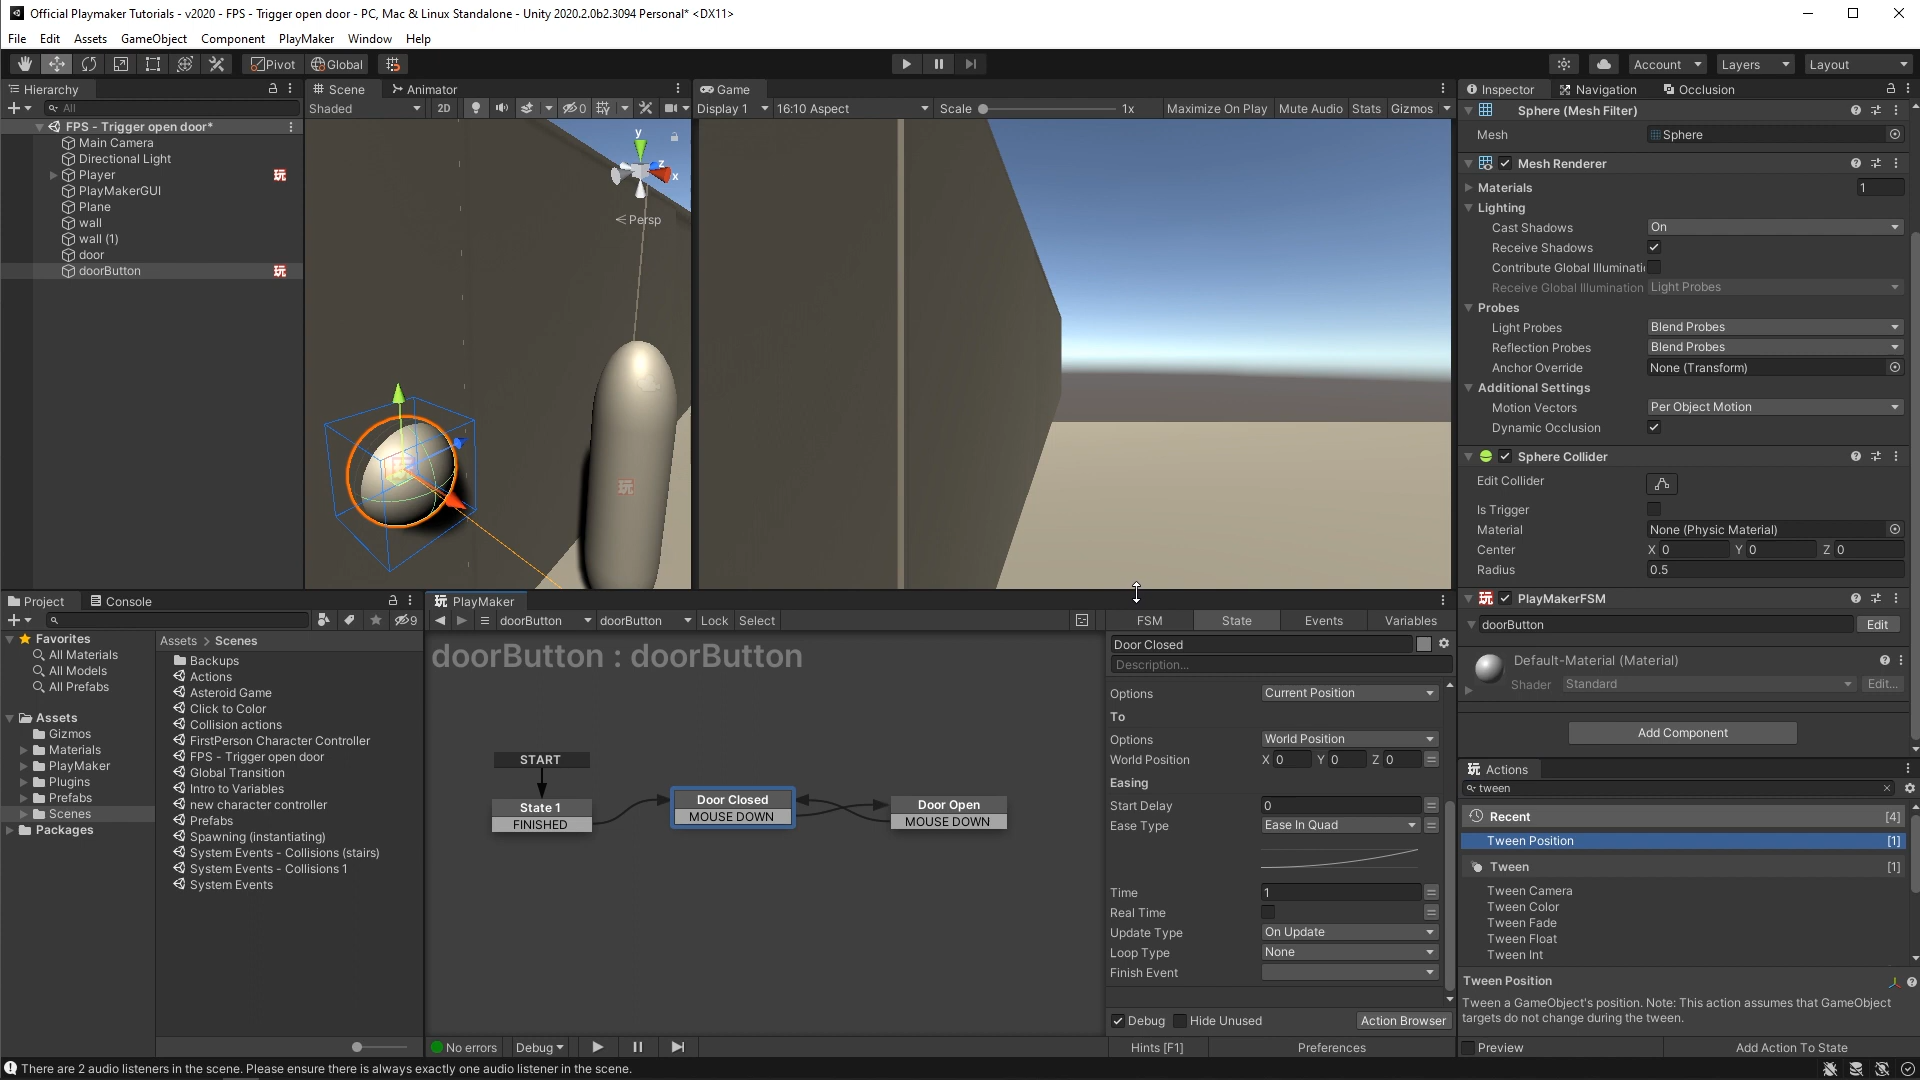 Official Playmaker Tutorials - v2020 - FPS - Trigger open door - PC, Mac & Linux Standalone - Unity 2020.2.0b2.3094 Personal* <DX11>
File Edit Assets GameObject Component PlayMaker Window Help
Pivot Global Account Layers Layout
Hierarchy
All
FPS - Trigger open door*
Main Camera
Directional Light
Player 玩
PlayMakerGUI
Plane
wall
wall (1)
door
doorButton 玩
Scene Animator
Shaded 2D 0
y
z
x
Persp
玩
Game
Display 1 16:10 Aspect Scale 1x Maximize On Play Mute Audio Stats Gizmos
Inspector Navigation Occlusion
Sphere (Mesh Filter)
Mesh Sphere
Mesh Renderer
Materials 1
Lighting
Cast Shadows On
Receive Shadows
Contribute Global Illuminati
Receive Global Illumination Light Probes
Probes
Light Probes Blend Probes
Reflection Probes Blend Probes
Anchor Override None (Transform)
Additional Settings
Motion Vectors Per Object Motion
Dynamic Occlusion
Sphere Collider
Edit Collider
Is Trigger
Material None (Physic Material)
Center X 0 Y 0 Z 0
Radius 0.5
玩 PlayMakerFSM
doorButton Edit
Default-Material (Material)
Shader Standard Edit...
Add Component
Project Console
9
Favorites
All Materials
All Models
All Prefabs
Assets
Gizmos
Materials
PlayMaker
Plugins
Prefabs
Scenes
Packages
Assets > Scenes
Backups
Actions
Asteroid Game
Click to Color
Collision actions
FirstPerson Character Controller
FPS - Trigger open door
Global Transition
Intro to Variables
new character controller
Prefabs
Spawning (instantiating)
System Events - Collisions (stairs)
System Events - Collisions 1
System Events
玩 PlayMaker
doorButton doorButton Lock Select
doorButton : doorButton
START
State 1
FINISHED
Door Closed
MOUSE DOWN
Door Open
MOUSE DOWN
No errors Debug
FSM State Events Variables
Door Closed
Description...
Options Current Position
To
Options World Position
World Position X 0 Y 0 Z 0
Easing
Start Delay 0
Ease Type Ease In Quad
Time 1
Real Time
Update Type On Update
Loop Type None
Finish Event
Debug Hide Unused Action Browser
Hints [F1] Preferences
玩 Actions
tween
Recent [4]
Tween Position [1]
Tween [1]
Tween Camera
Tween Color
Tween Fade
Tween Float
Tween Int
Tween Position
Tween a GameObject's position. Note: This action assumes that GameObject
targets do not change during the tween.
Preview Add Action To State
There are 2 audio listeners in the scene. Please ensure there is always exactly one audio listener in the scene.